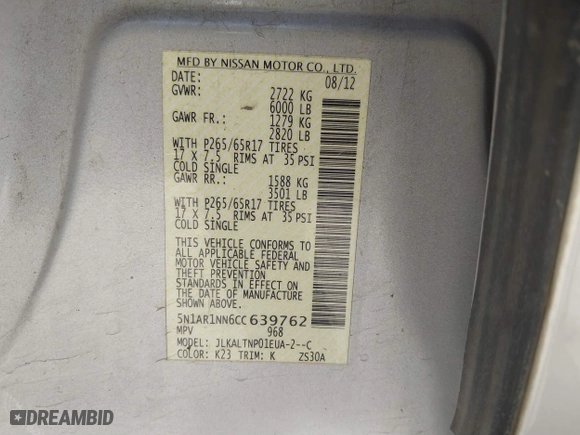 MFD BY NISSAN MOTOR CO., LTD.
DATE: 08/12
GVWR: 2722 KG
6000 LB
GAWR FR.: 1279 KG
2820 LB
WITH P265/65R17 TIRES
17 X 7.5 RIMS AT 35 PSI
COLD SINGLE
GAWR RR.: 1588 KG
3501 LB
WITH P265/65R17 TIRES
17 X 7.5 RIMS AT 35 PSI
COLD SINGLE
THIS VEHICLE CONFORMS TO
ALL APPLICABLE FEDERAL
MOTOR VEHICLE SAFETY AND
THEFT PREVENTION
STANDARDS IN EFFECT ON
THE DATE OF MANUFACTURE
SHOWN ABOVE.
5N1AR1NN6CC639762
MPV 968
MODEL: JLKALTNP01EUA-2--C
COLOR: K23 TRIM: K ZS30A
DREAMBID